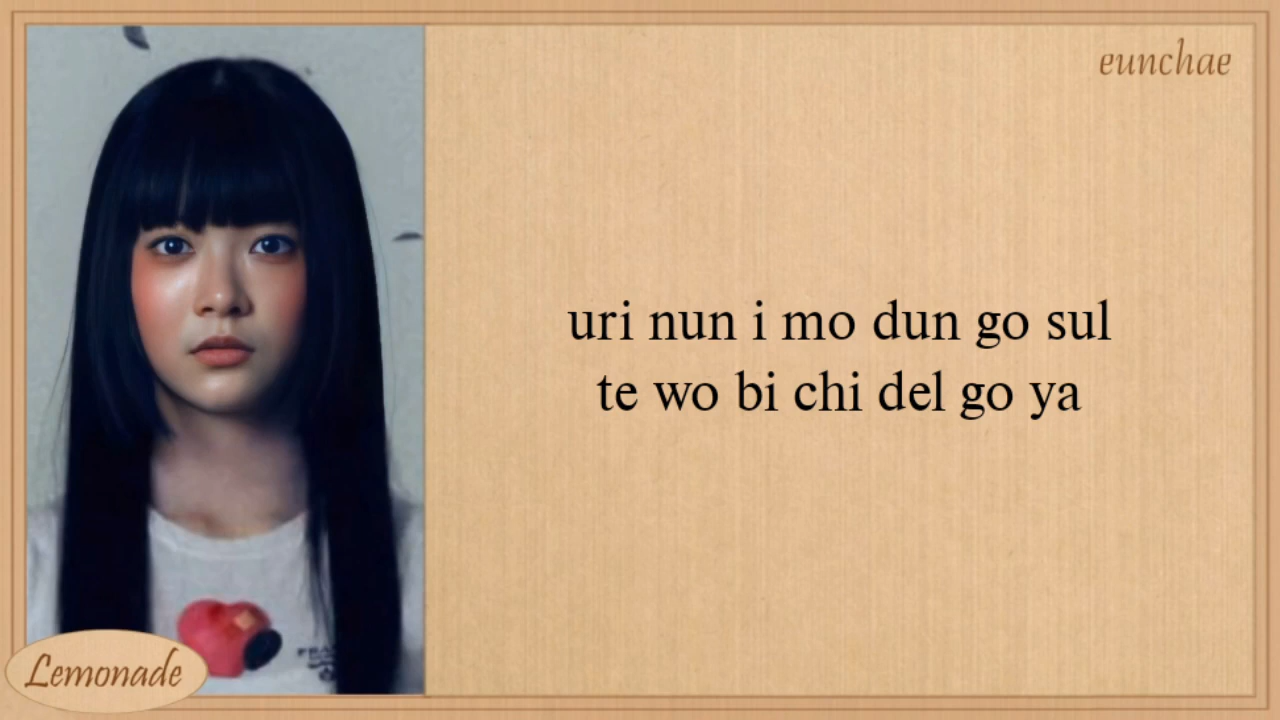 eunchae
uri nun i mo dun go sul
te wo bi chi del go ya
Lemonade